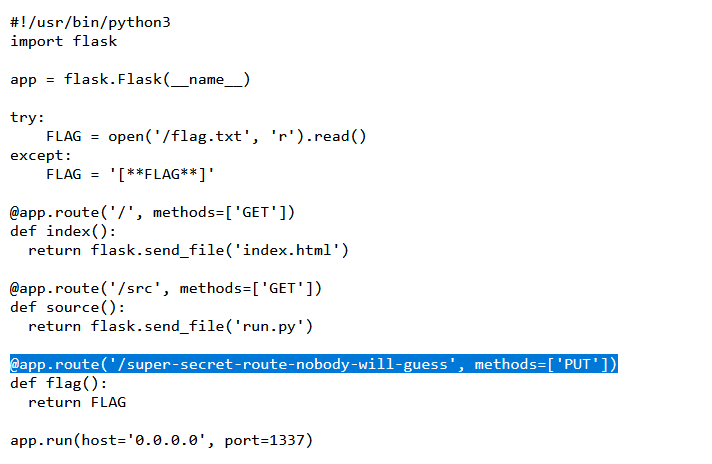 #!/usr/bin/python3
import flask

app = flask.Flask(__name__)

try:
    FLAG = open('/flag.txt', 'r').read()
except:
    FLAG = '[**FLAG**]'

@app.route('/', methods=['GET'])
def index():
  return flask.send_file('index.html')

@app.route('/src', methods=['GET'])
def source():
  return flask.send_file('run.py')

@app.route('/super-secret-route-nobody-will-guess', methods=['PUT'])
def flag():
  return FLAG

app.run(host='0.0.0.0', port=1337)